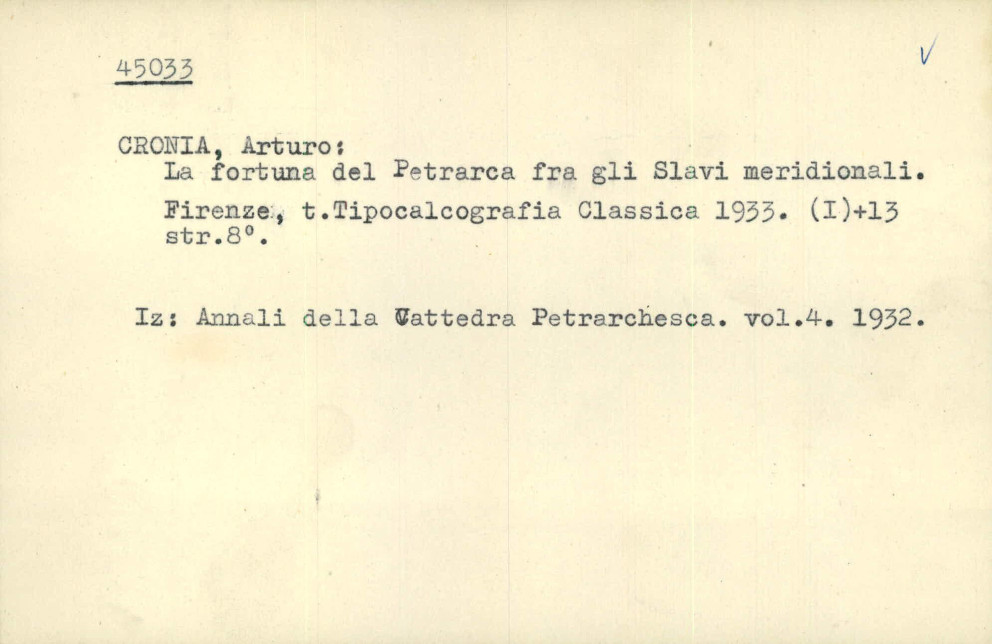 45033
CRONIA, Arturo:
La fortuna del Petrarca fra gli Slavi meridionali.
Firenze, t.Tipocalcografia Classica 1933. (I)+13
str.8°.
Iz: Annali della Cattedra Petrarchesca. vol.4. 1932.